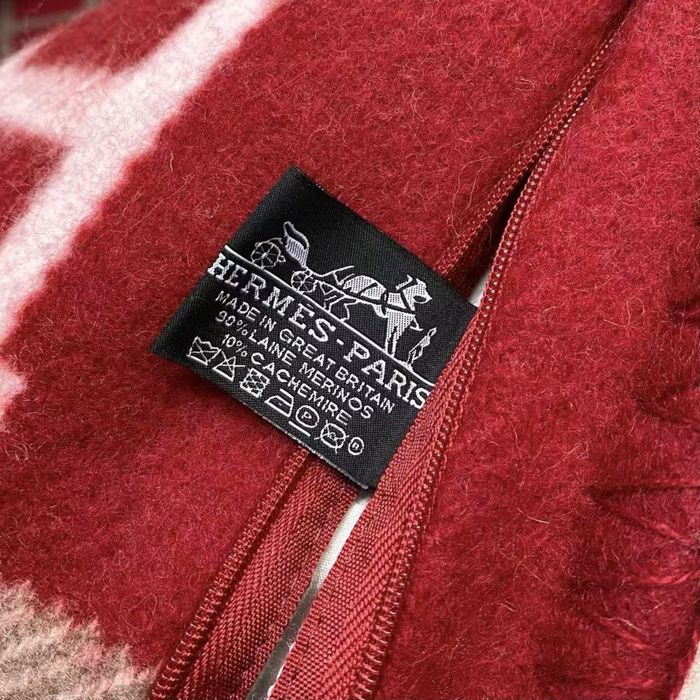 HERMES-PARIS
MADE IN GREAT BRITAIN
90% LAINE MERINOS
10% CACHEMIRE
P
R